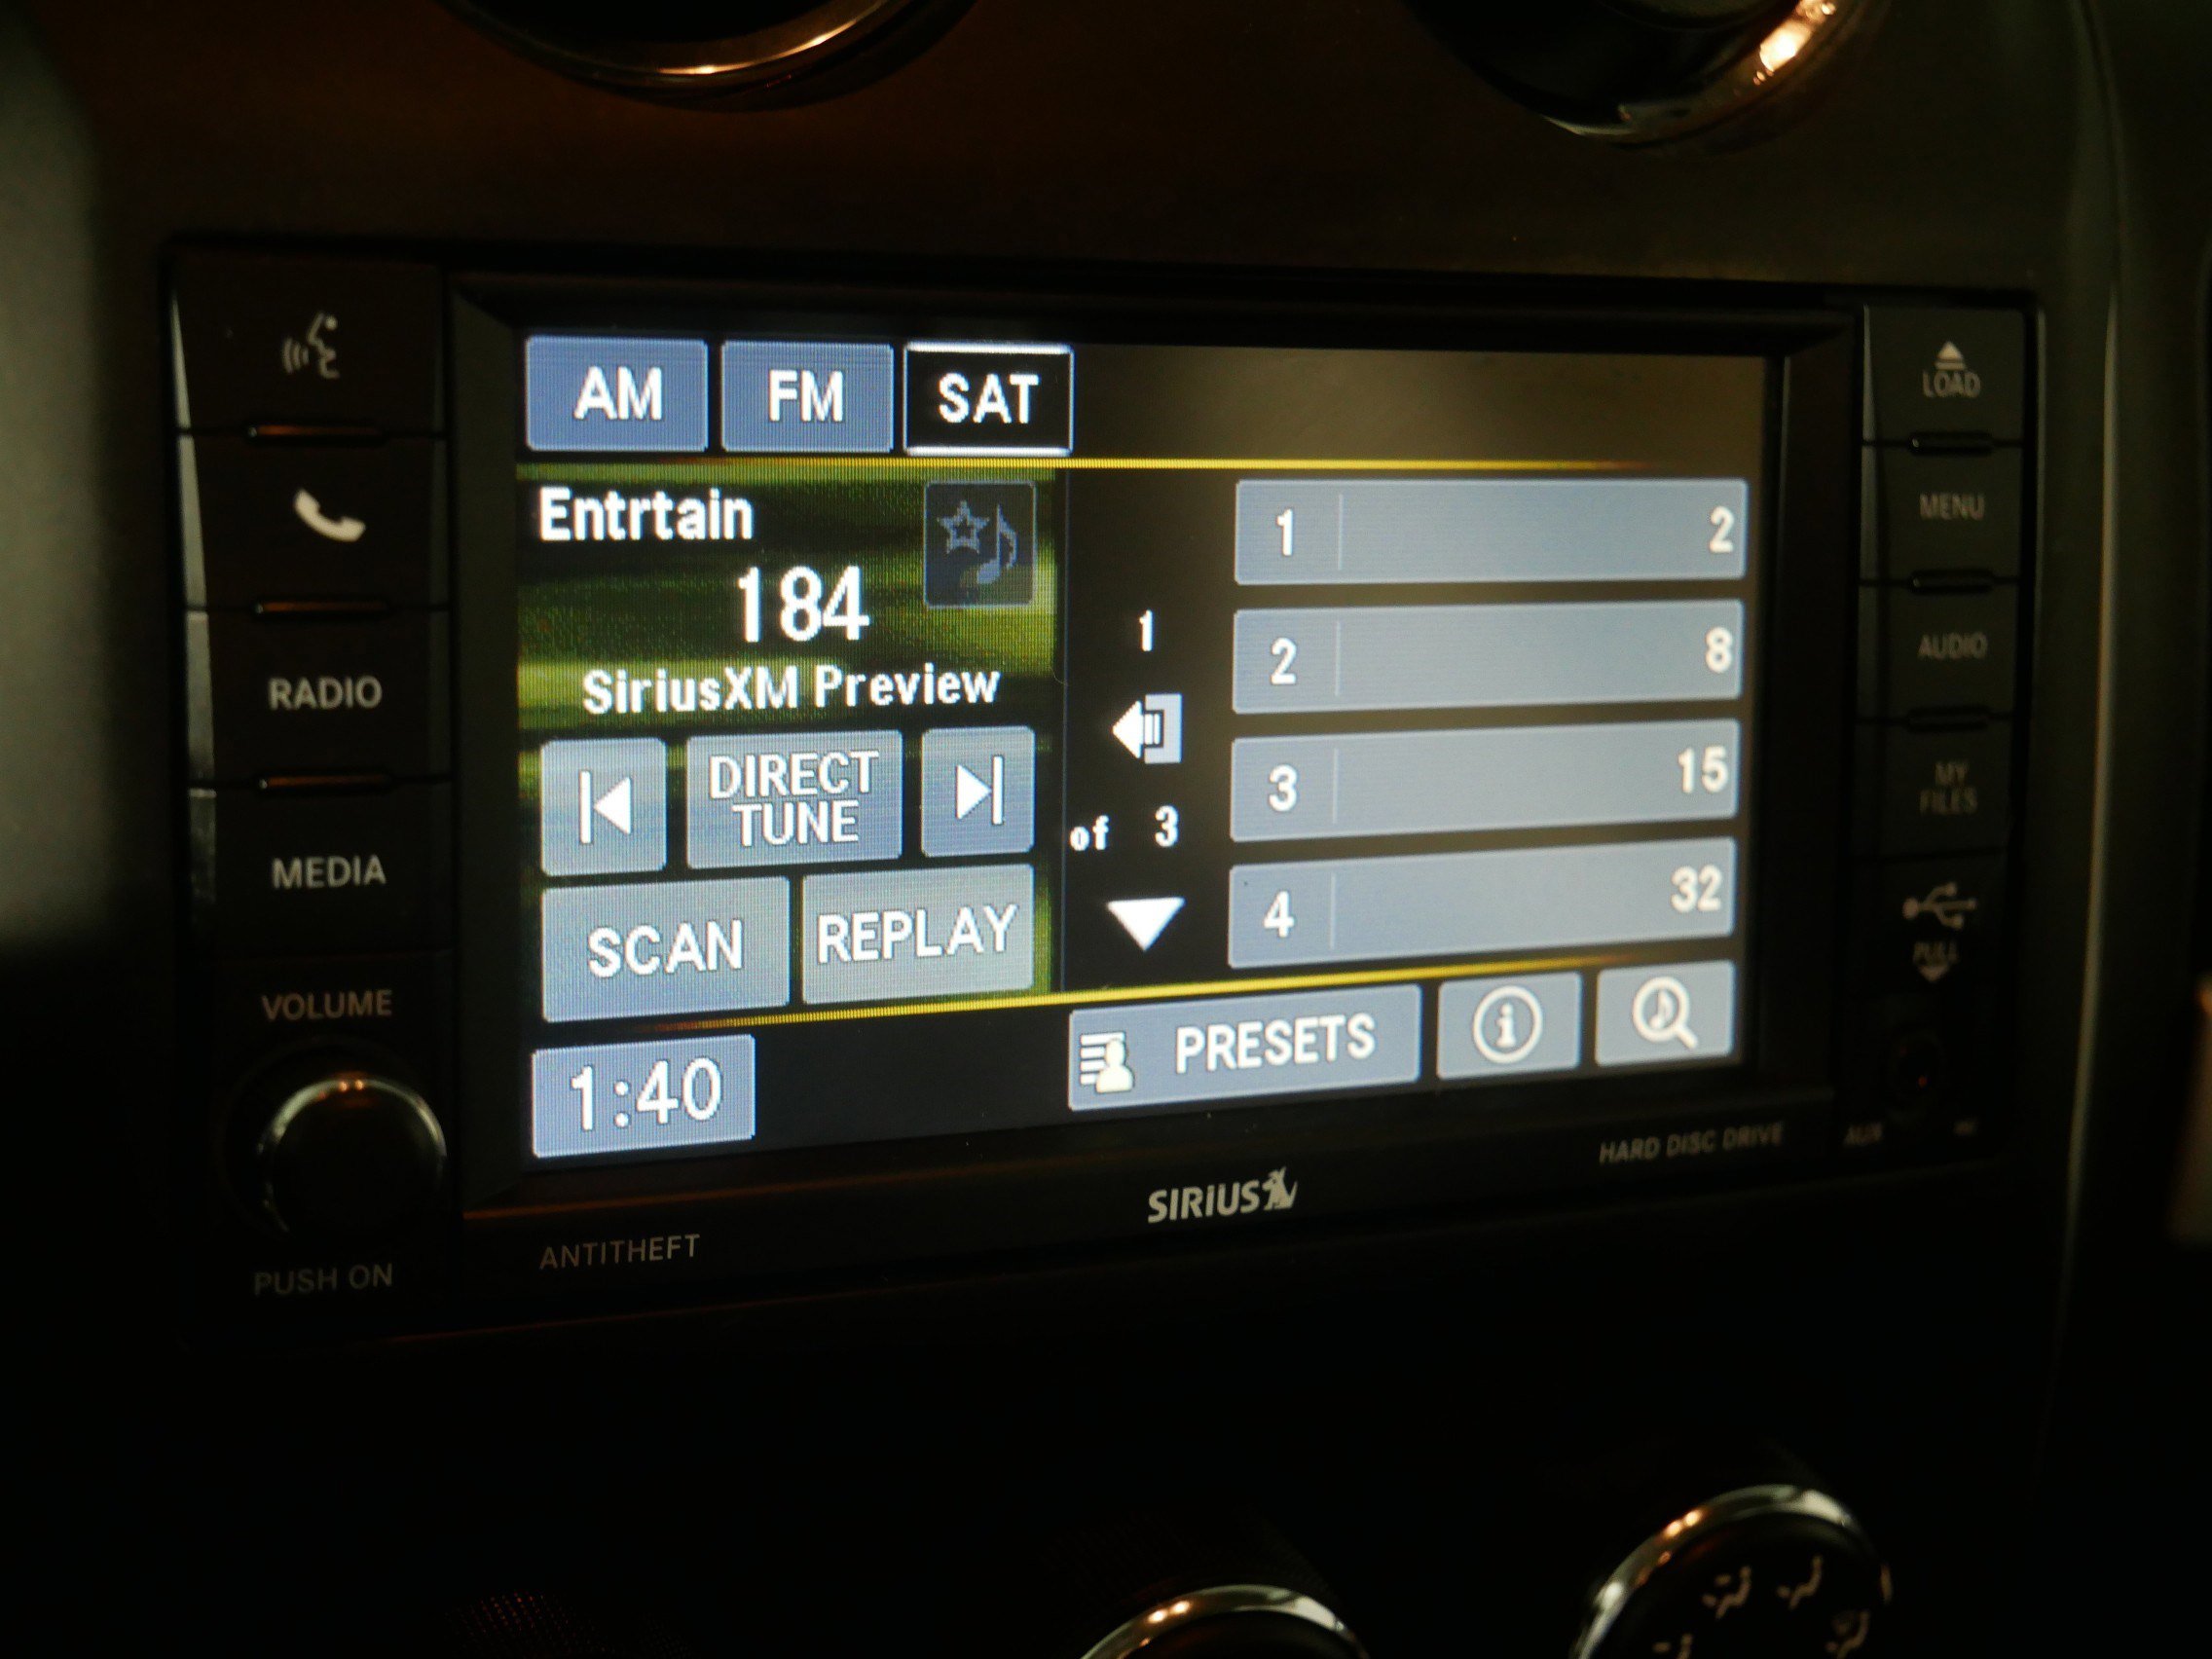 AM FM SAT
Entrtain
184
SiriusXM Preview
DIRECT
TUNE
SCAN REPLAY
1:40
1
of 3
1 2
2 8
3 15
4 32
PRESETS
i
RADIO
MEDIA
VOLUME
PUSH ON
ANTITHEFT
SIRIUS
HARD DISC DRIVE
LOAD
MENU
AUDIO
MY
FILES
PULL
AUX